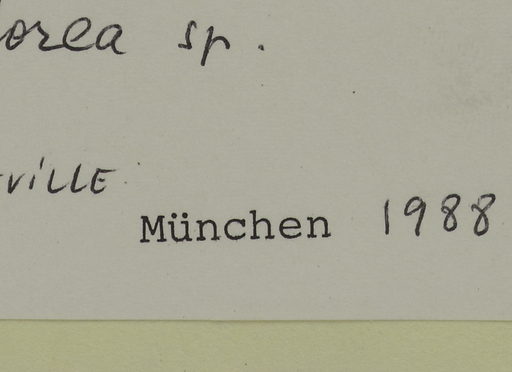 orea sp.
ville
München 1988